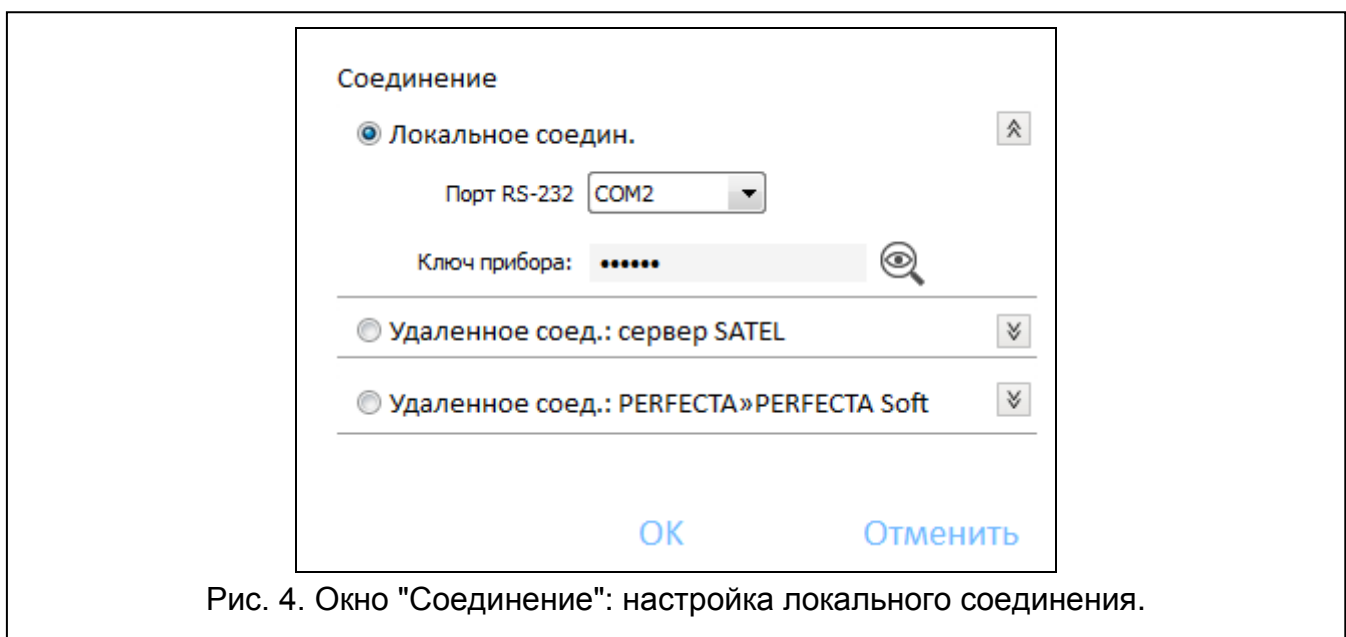 Соединение
Локальное соедин.
Порт RS-232 COM2
Ключ прибора: ••••••
Удаленное соед.: сервер SATEL
Удаленное соед.: PERFECTA»PERFECTA Soft
OK Отменить
Рис. 4. Окно "Соединение": настройка локального соединения.